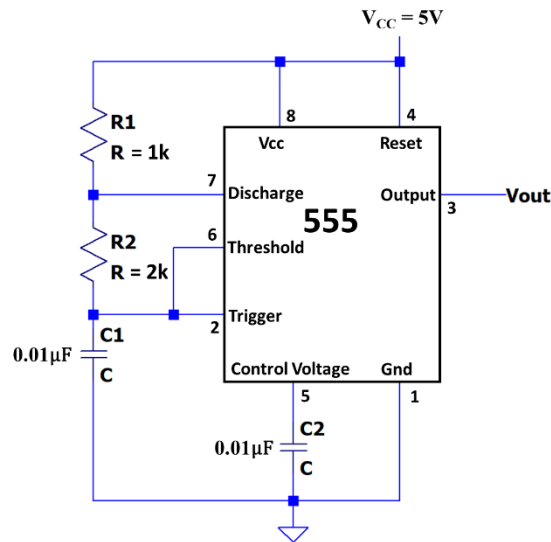 V_CC = 5V
8 4
Vcc Reset
R1
R = 1k
7
Discharge
Output
3
Vout
555
R2
R = 2k
6
Threshold
2
Trigger
C1
0.01µF
C
Control Voltage Gnd
5 1
C2
0.01µF
C